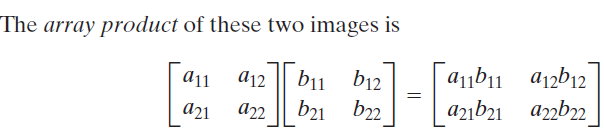 The array product of these two images is
[ a11 a12 ] [ b11 b12 ] = [ a11b11 a12b12 ]
[ a21 a22 ] [ b21 b22 ] [ a21b21 a22b22 ]